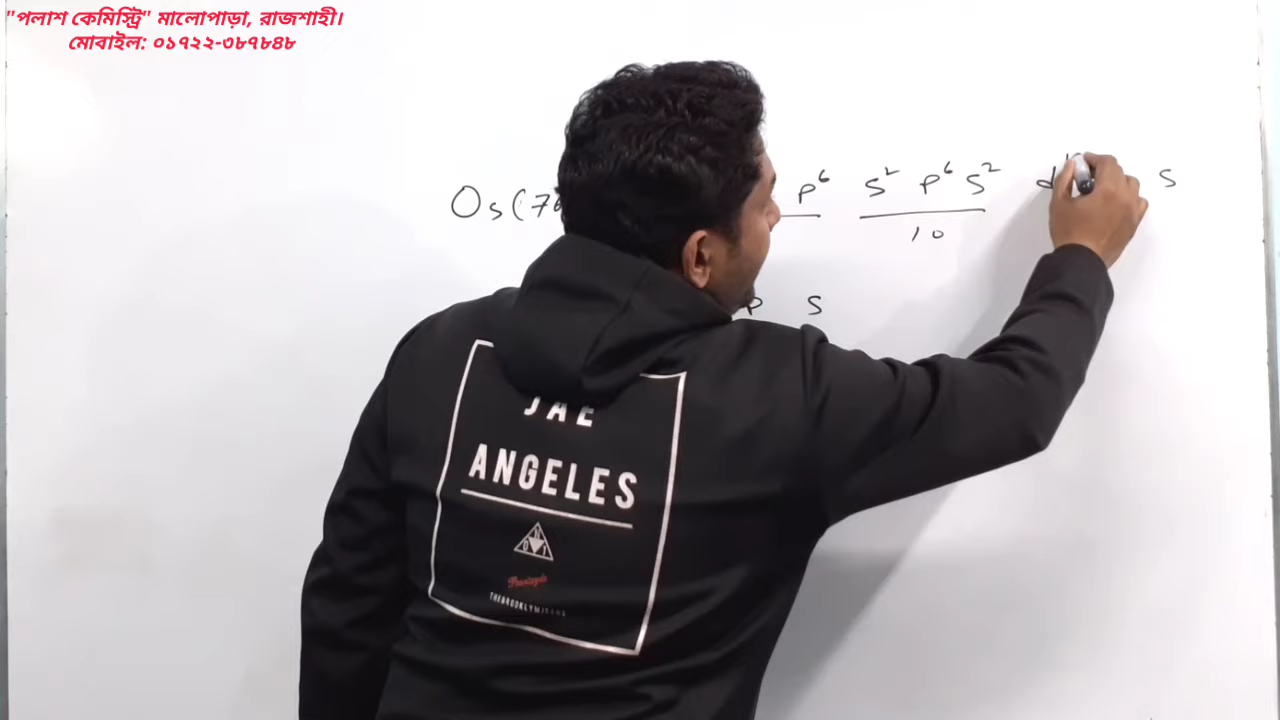 "পলাশ কেমিস্ট্রি" মালোপাড়া, রাজশাহী।
মোবাইল: ০১৭২২-৩৮৭৮৪৮
Os(76 p⁶ s² p⁶ s² d s
10
p s
JAE
ANGELES